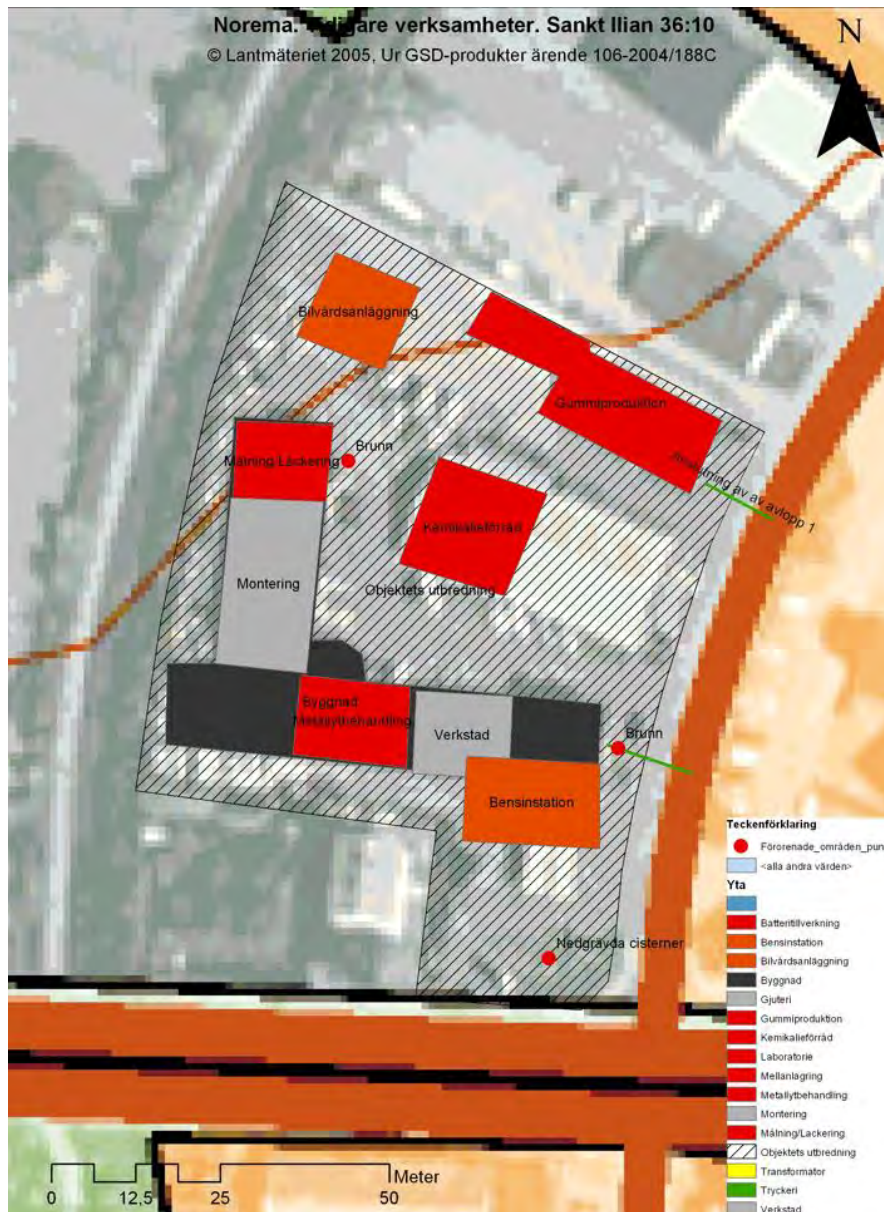 Norema. Tidigare verksamheter. Sankt Ilian 36:10
© Lantmäteriet 2005, Ur GSD-produkter ärende 106-2004/188C
N
Bilvårdsanläggning
Gummiproduktion
Målning/Lackering
Brunn
av av avlopp 1
Kemikalieförråd
Montering
Objektets utbredning
Byggnad
Metallytbehandling
Verkstad
Brunn
Bensinstation
Nedgrävda cisterner
Teckenförklaring
Förorenade_områden_pun
<alla andra värden>
Yta
Batteritillverkning
Bensinstation
Bilvårdsanläggning
Byggnad
Gjuteri
Gummiproduktion
Kemikalieförråd
Laboratorie
Mellanlagring
Metallytbehandling
Montering
Målning/Lackering
Objektets utbredning
Transformator
Tryckeri
Verkstad
Meter
0 12,5 25 50